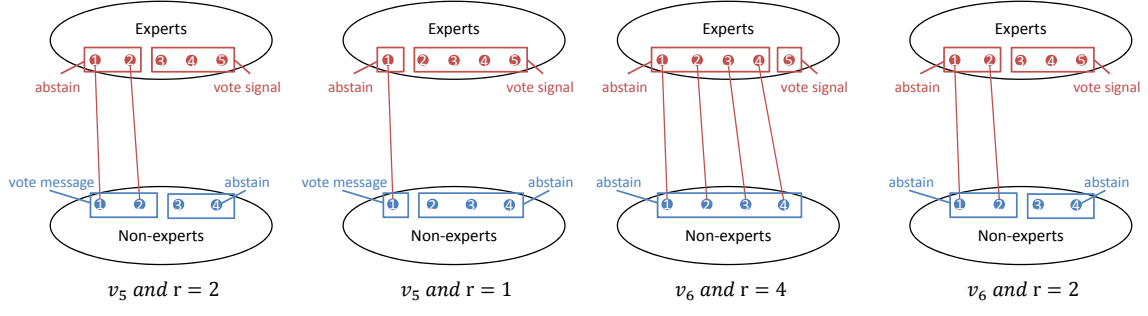 Experts
1 2 3 4 5
abstain
vote signal
vote message
abstain
1 2 3 4
Non-experts
v₅ and r = 2
Experts
1 2 3 4 5
abstain
vote signal
vote message
abstain
1 2 3 4
Non-experts
v₅ and r = 1
Experts
1 2 3 4 5
abstain
vote signal
abstain
1 2 3 4
Non-experts
v₆ and r = 4
Experts
1 2 3 4 5
abstain
vote signal
abstain
abstain
1 2 3 4
Non-experts
v₆ and r = 2